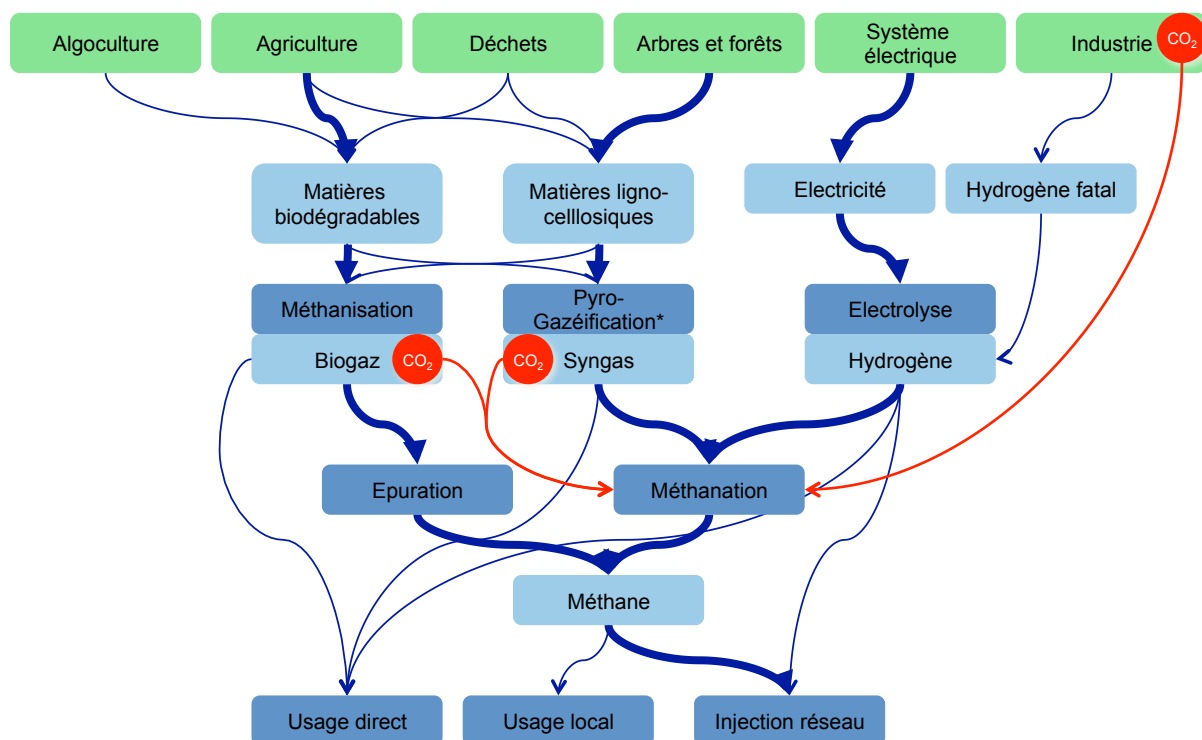 Algoculture
Agriculture
Déchets
Arbres et forêts
Système
électrique
Industrie
CO2
Matières
biodégradables
Matières ligno-
celllosiques
Electricité
Hydrogène fatal
Méthanisation
Pyro-
Gazéification*
Electrolyse
Biogaz
CO2
CO2
Syngas
Hydrogène
Epuration
Méthanation
Méthane
Usage direct
Usage local
Injection réseau